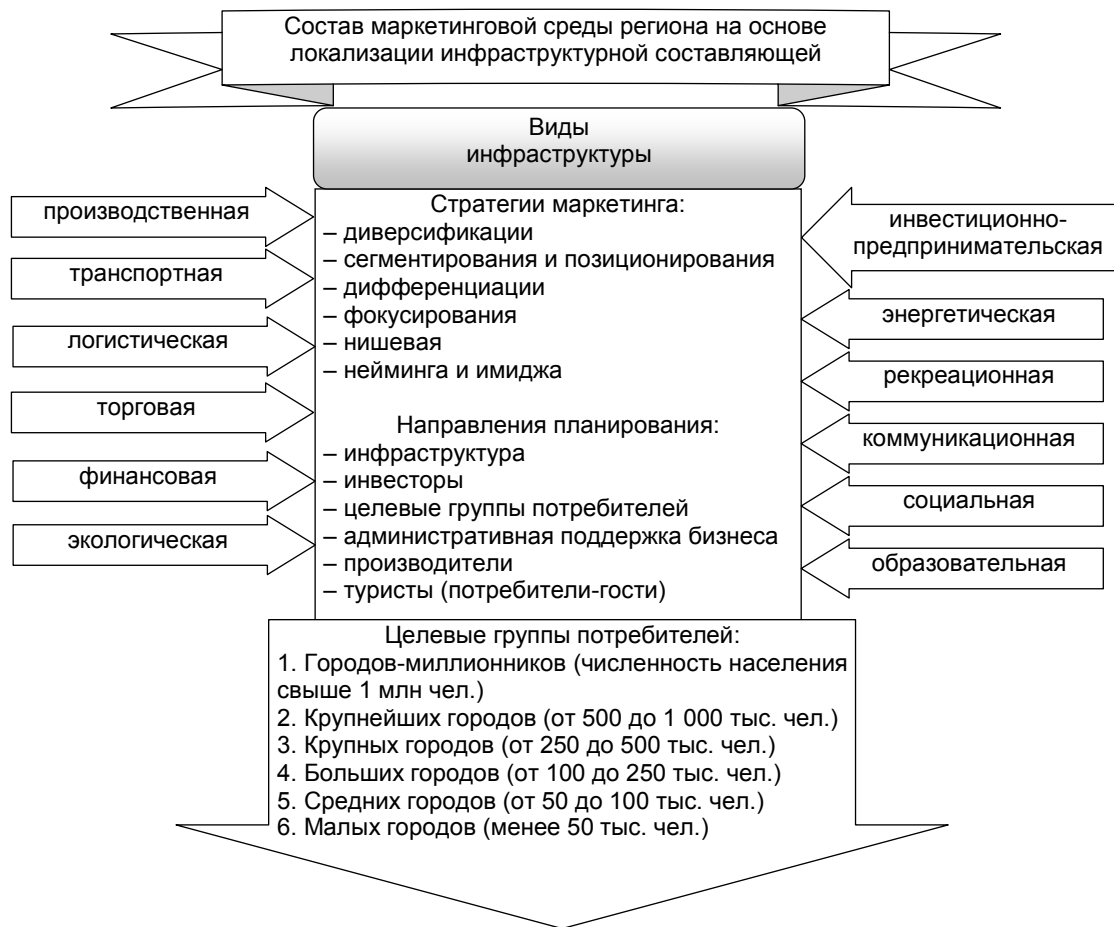 Состав маркетинговой среды региона на основе
локализации инфраструктурной составляющей
Виды
инфраструктуры
производственная
транспортная
логистическая
торговая
финансовая
экологическая
Стратегии маркетинга:
– диверсификации
– сегментирования и позиционирования
– дифференциации
– фокусирования
– нишевая
– нейминга и имиджа
Направления планирования:
– инфраструктура
– инвесторы
– целевые группы потребителей
– административная поддержка бизнеса
– производители
– туристы (потребители-гости)
инвестиционно-
предпринимательская
энергетическая
рекреационная
коммуникационная
социальная
образовательная
Целевые группы потребителей:
1. Городов-миллионников (численность населения
свыше 1 млн чел.)
2. Крупнейших городов (от 500 до 1 000 тыс. чел.)
3. Крупных городов (от 250 до 500 тыс. чел.)
4. Больших городов (от 100 до 250 тыс. чел.)
5. Средних городов (от 50 до 100 тыс. чел.)
6. Малых городов (менее 50 тыс. чел.)